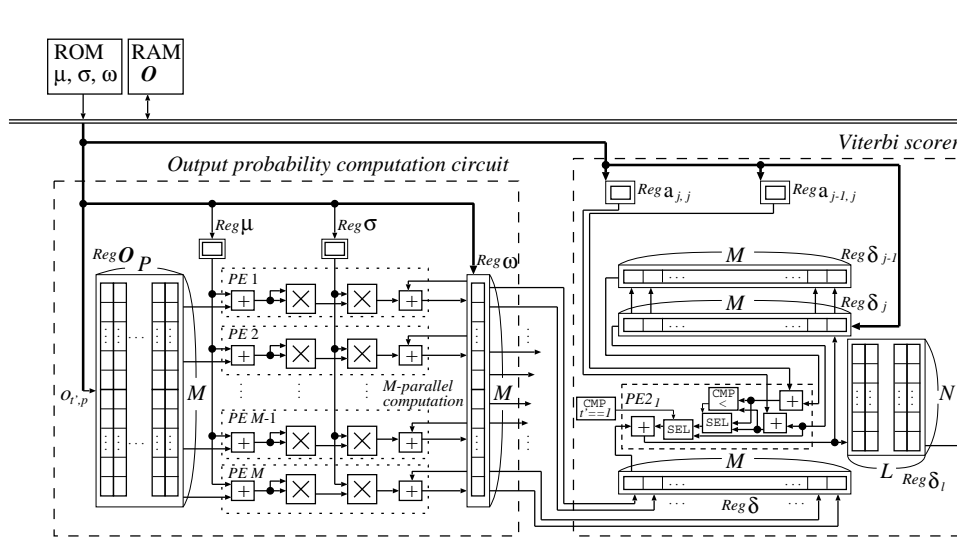 ROM
μ, σ, ω
RAM
O
Viterbi scorer
Output probability computation circuit
Reg a j, j
Reg a j-1, j
Reg μ
Reg σ
Reg ω
Reg O
P
PE 1
PE 2
PE M-1
PE M
M-parallel
computation
M
M
O t',p
M
Reg δ j-1
M
Reg δ j
N
L
Reg δ l
CMP
t'==1
PE2 1
CMP
<
SEL
SEL
M
Reg δ